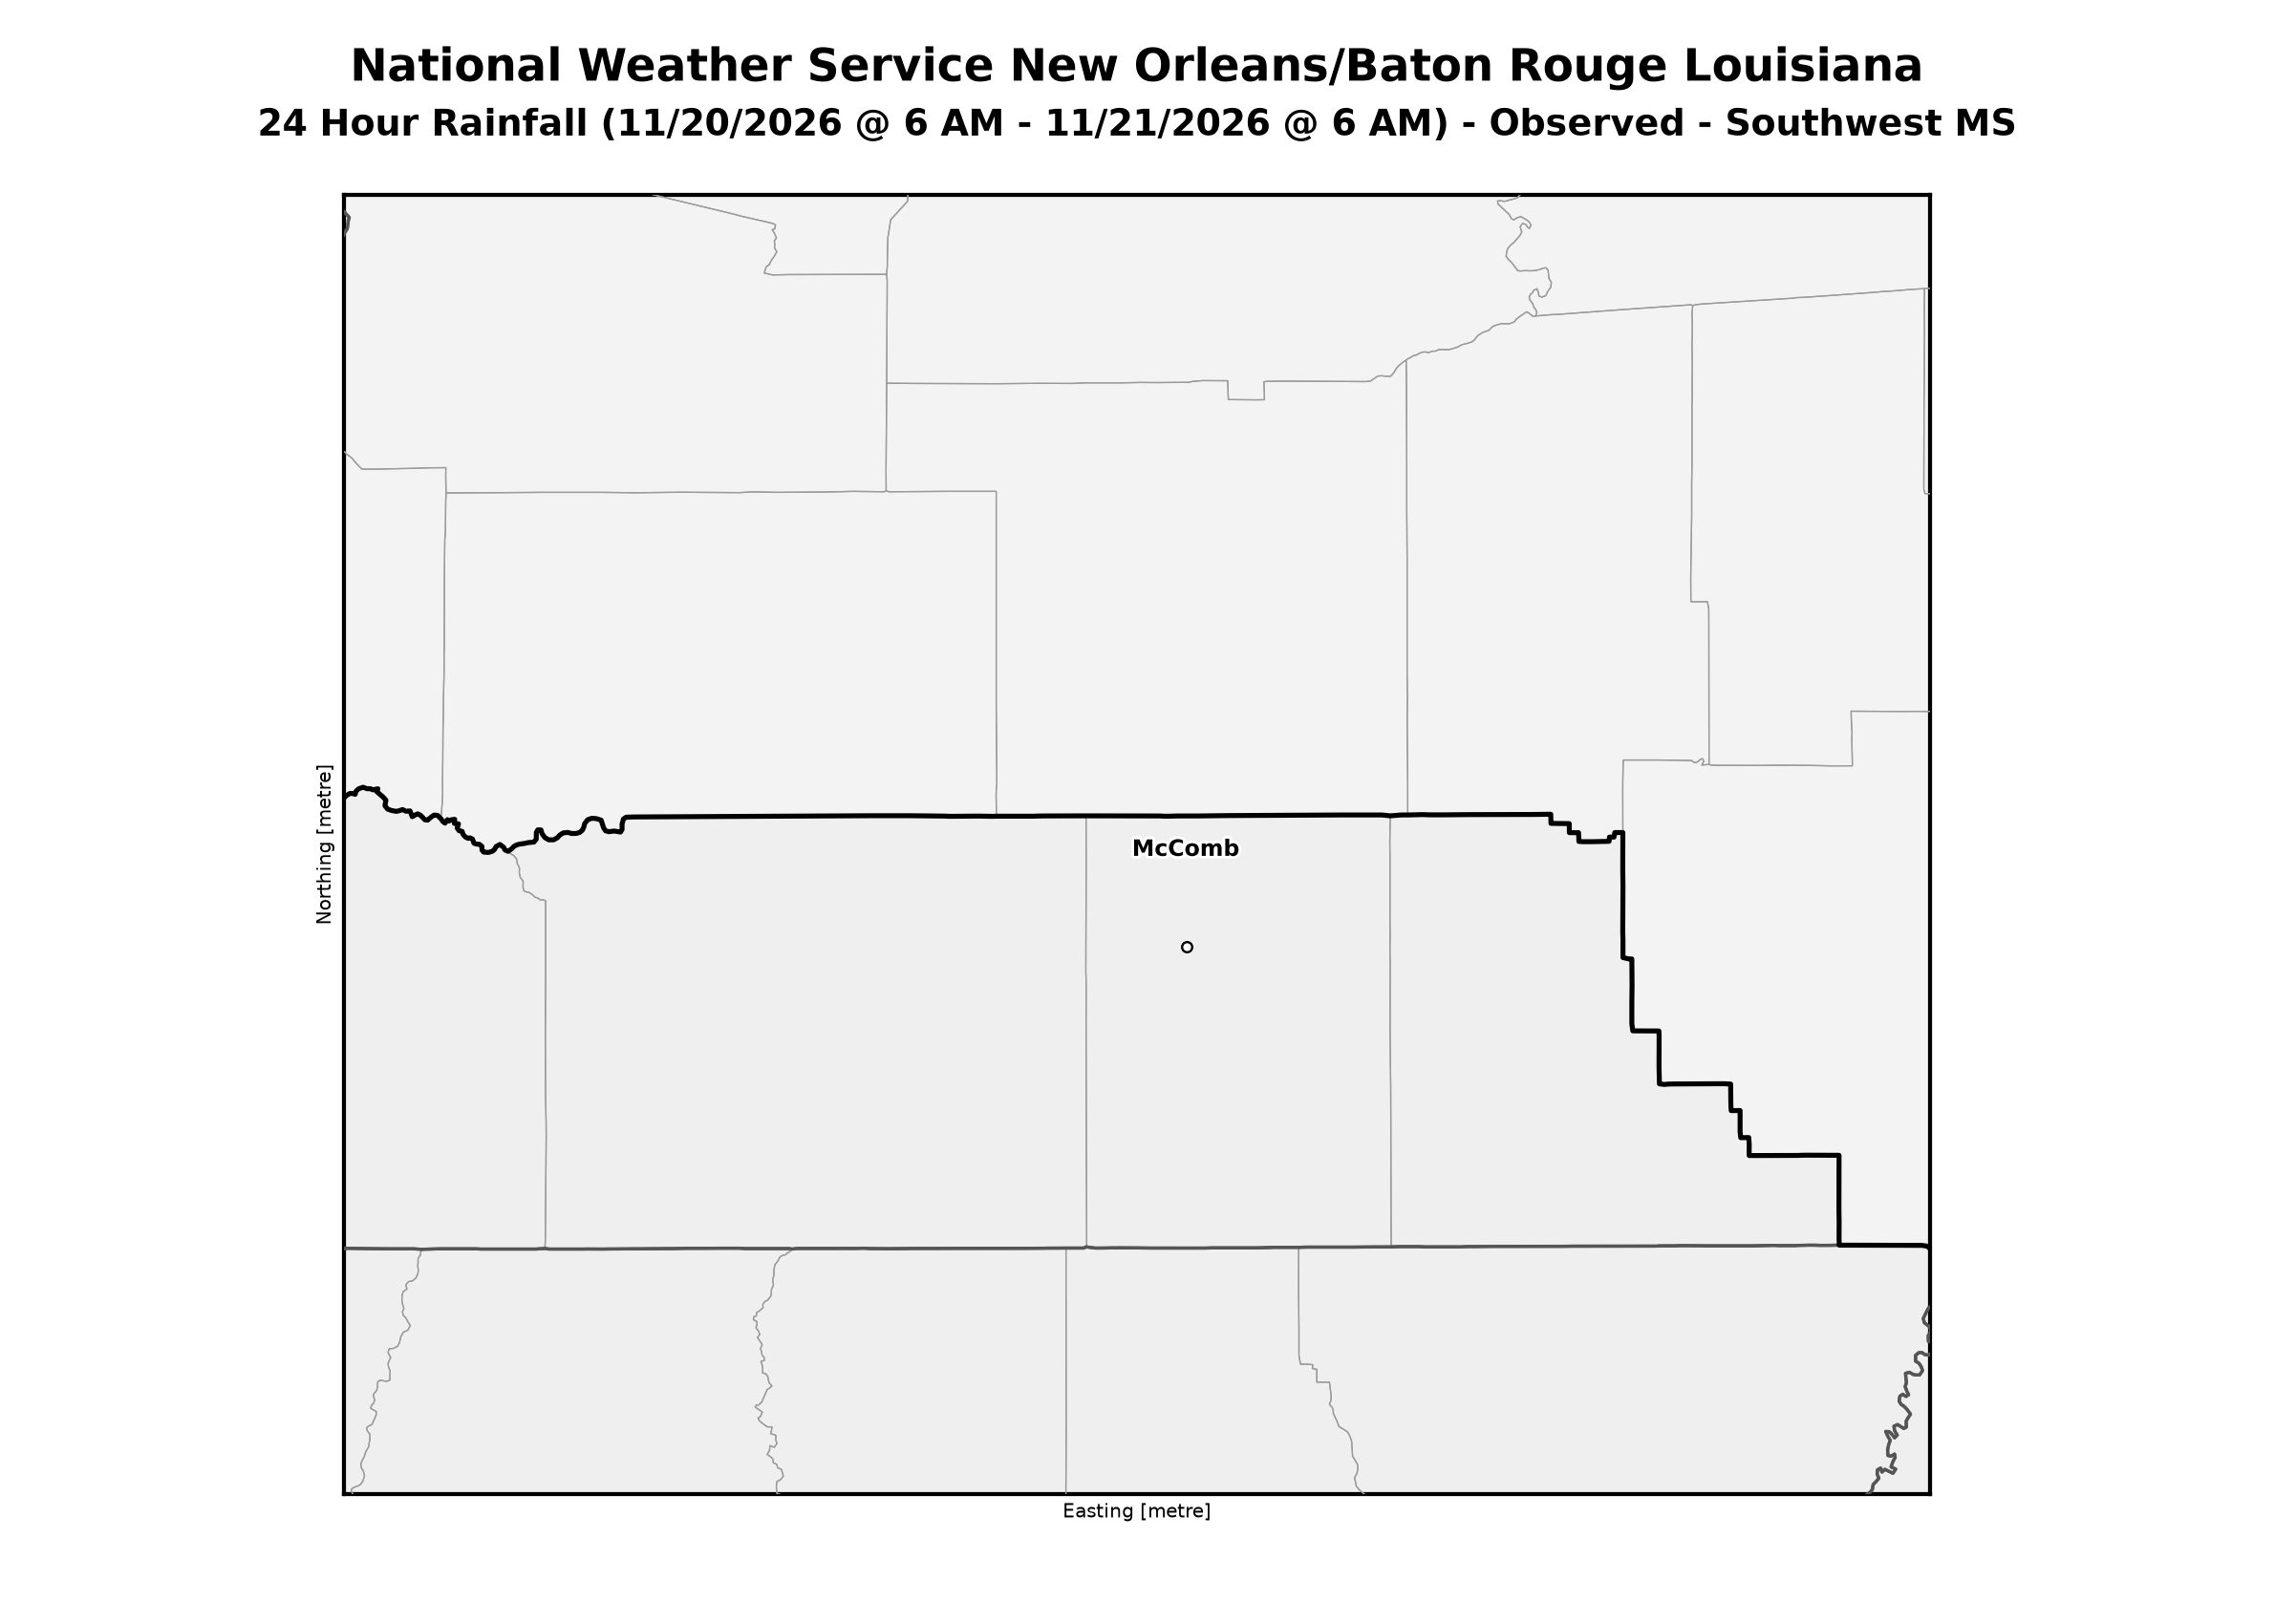 National Weather Service New Orleans/Baton Rouge Louisiana
24 Hour Rainfall (11/20/2026 @ 6 AM - 11/21/2026 @ 6 AM) - Observed - Southwest MS
McComb
Northing [metre]
Easting [metre]